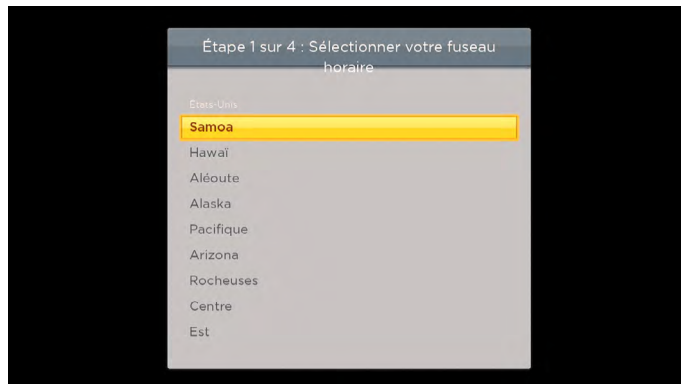 Étape 1 sur 4 : Sélectionner votre fuseau
horaire
États-Unis
Samoa
Hawaï
Aléoute
Alaska
Pacifique
Arizona
Rocheuses
Centre
Est